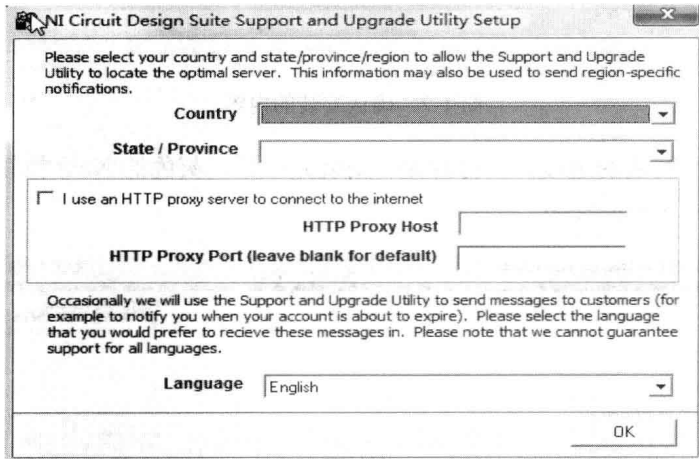 NI Circuit Design Suite Support and Upgrade Utility Setup
Please select your country and state/province/region to allow the Support and Upgrade
Utility to locate the optimal server. This information may also be used to send region-specific
notifications.
Country
State / Province
I use an HTTP proxy server to connect to the internet
HTTP Proxy Host
HTTP Proxy Port (leave blank for default)
Occasionally we will use the Support and Upgrade Utility to send messages to customers (for
example to notify you when your account is about to expire). Please select the language
that you would prefer to recieve these messages in. Please note that we cannot guarantee
support for all languages.
Language English
OK